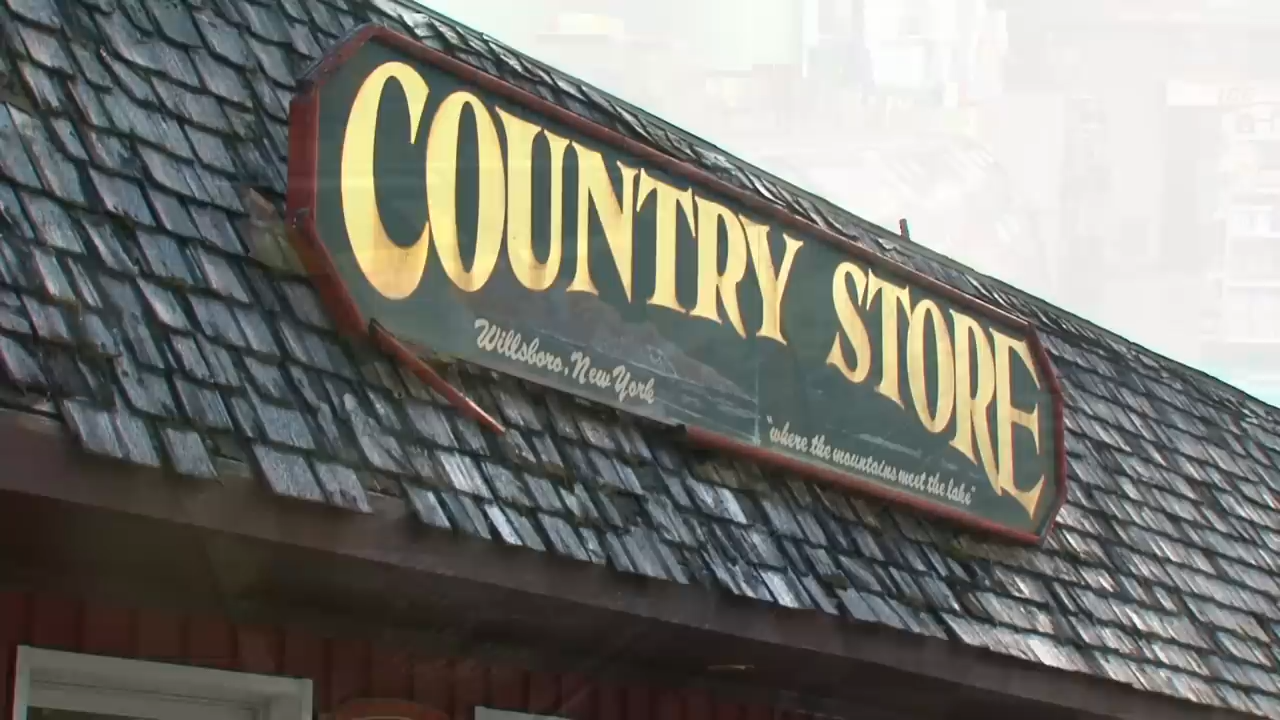 COUNTRY STORE
Willsboro, New York
"where the mountains meet the lake"